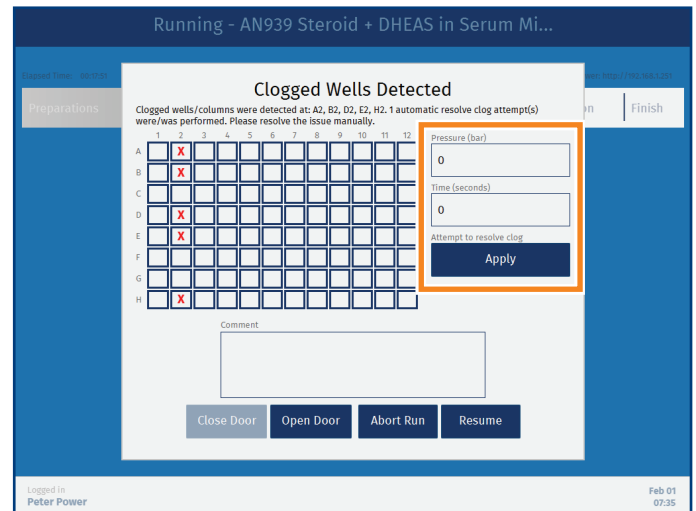 Running - AN939 Steroid + DHEAS in Serum Mi...
Elapsed Time:
Preparations
Finish
Clogged Wells Detected
Clogged wells/columns were detected at: A2, B2, D2, E2, H2. 1 automatic resolve clog attempt(s)
were/was performed. Please resolve the issue manually.
1 2 3 4 5 6 7 8 9 10 11 12
A X
B X
C
D X
E X
F
G
H X
Pressure (bar)
0
Time (seconds)
0
Attempt to resolve clog
Apply
Comment
Close Door Open Door Abort Run Resume
Logged in
Peter Power
Feb 01
07:35